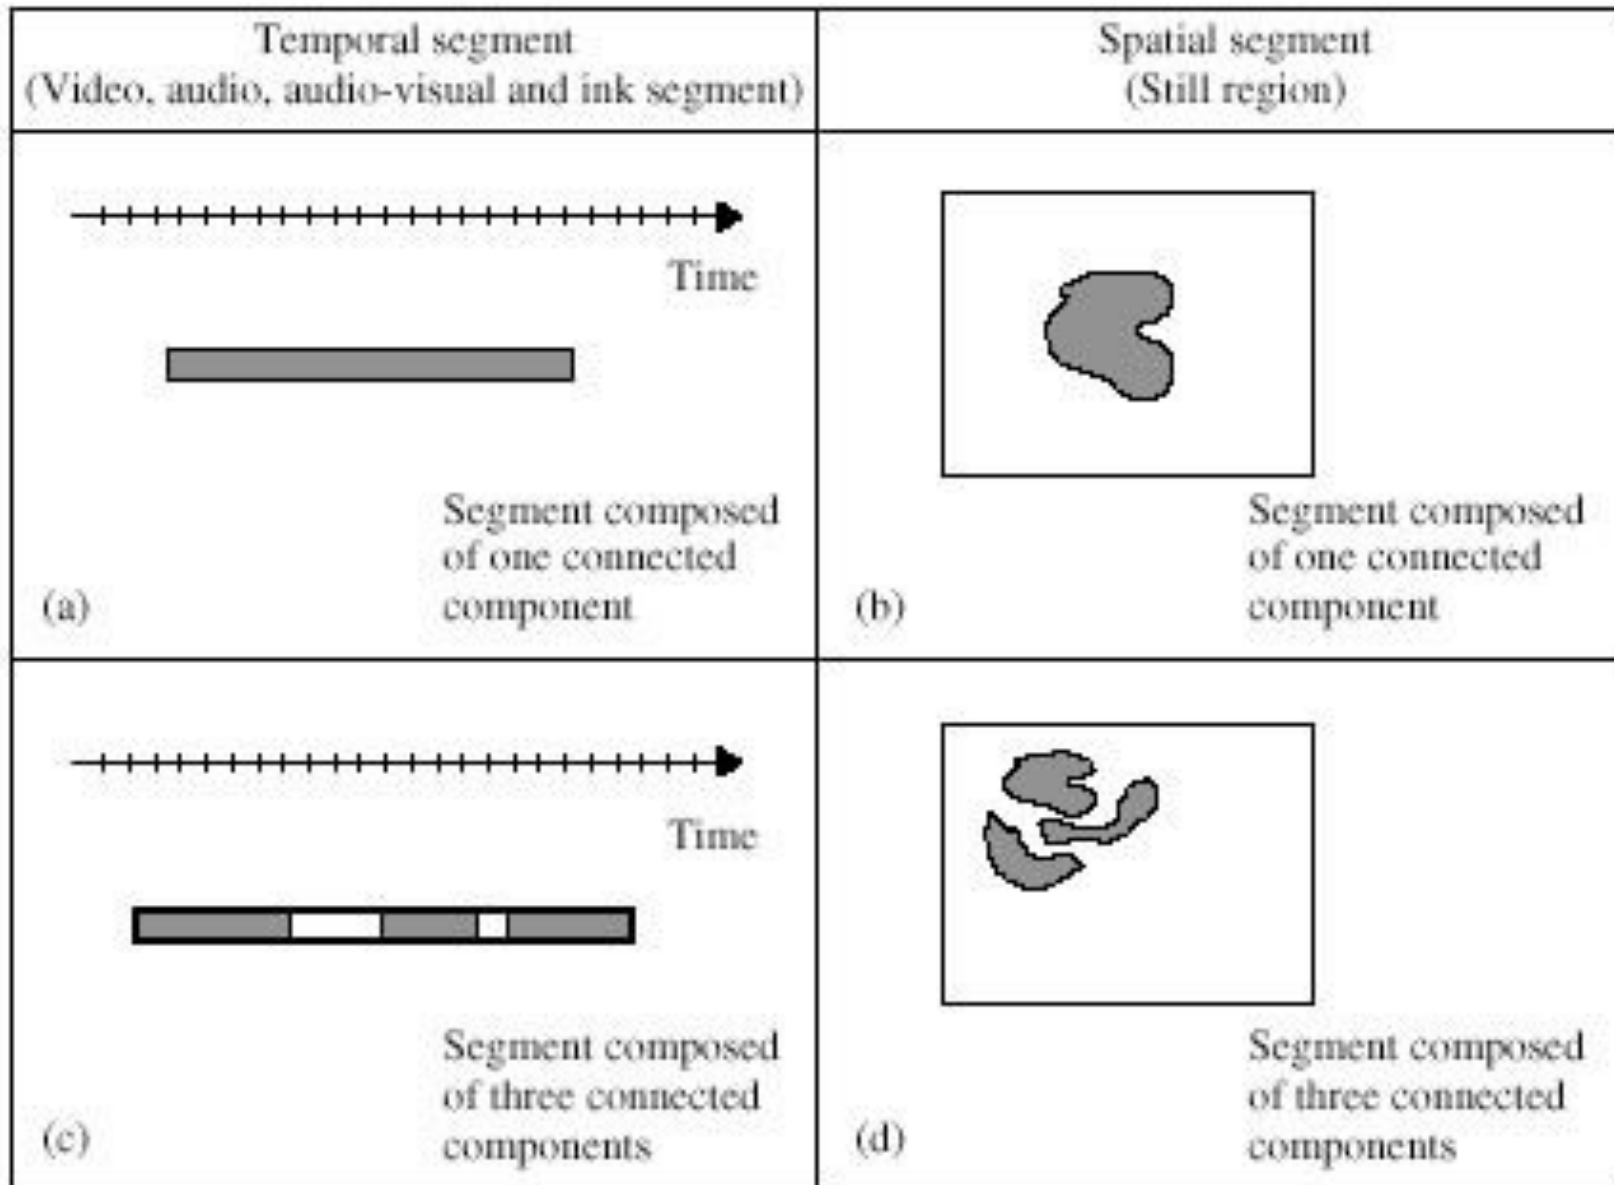 Temporal segment
(Video, audio, audio-visual and ink segment)
Spatial segment
(Still region)
Time
Segment composed
of one connected
component
(a)
Segment composed
of one connected
component
(b)
Time
Segment composed
of three connected
components
(c)
Segment composed
of three connected
components
(d)